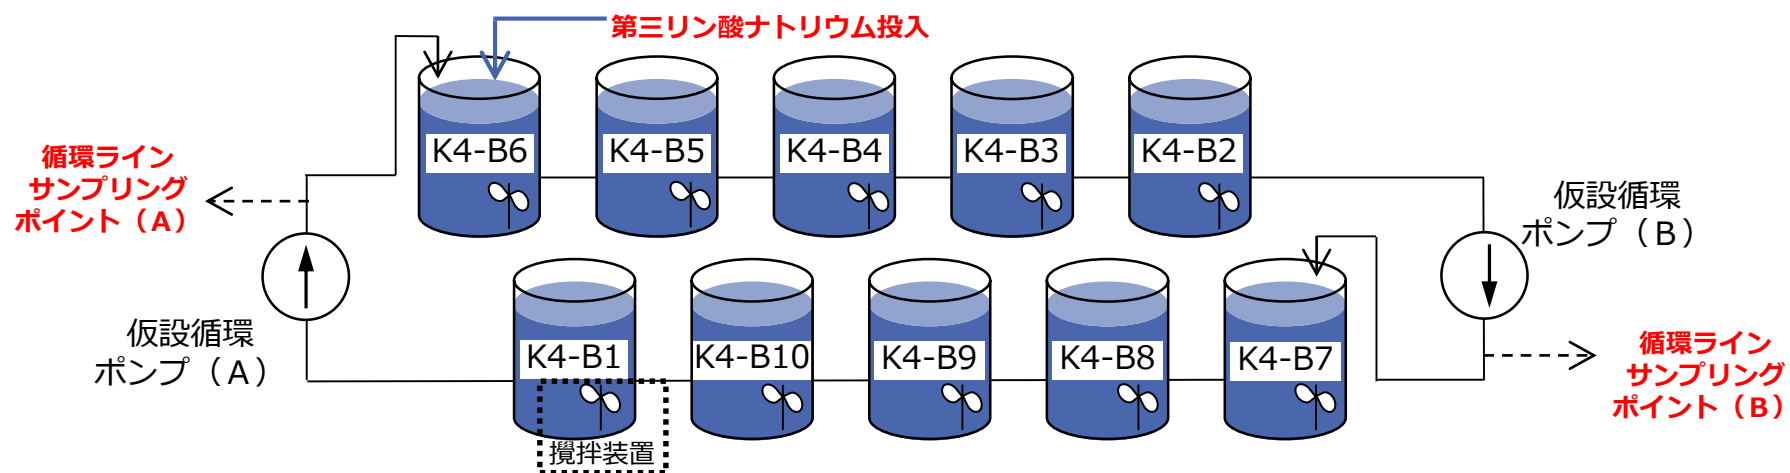 第三リン酸ナトリウム投入
K4-B6
K4-B5
K4-B4
K4-B3
K4-B2
循環ライン
サンプリング
ポイント（A）
仮設循環
ポンプ（B）
仮設循環
ポンプ（A）
K4-B1
K4-B10
K4-B9
K4-B8
K4-B7
循環ライン
サンプリング
ポイント（B）
攪拌装置